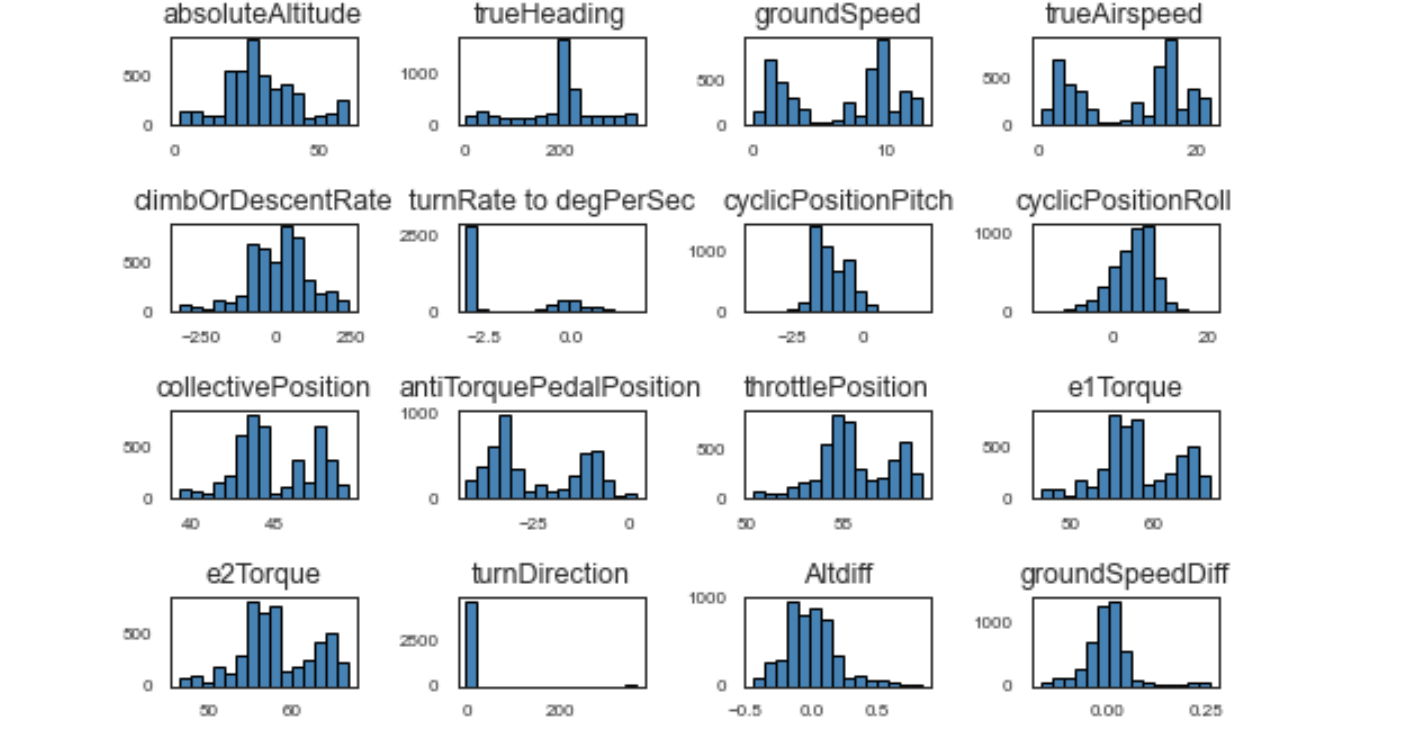 absoluteAltitude trueHeading groundSpeed trueAirspeed
500 1000 500 500
0 0 0 0
0 50 0 200 0 10 0 20
climbOrDescentRate turnRate to degPerSec cyclicPositionPitch cyclicPositionRoll
500 2500 1000 1000
0 0 0 0
−250 0 250 −2.5 0.0 −25 0 0 20
collectivePosition antiTorquePedalPosition throttlePosition e1Torque
500 1000 500 500
0 0 0 0
40 45 −25 0 50 55 50 60
e2Torque turnDirection Altdiff groundSpeedDiff
500 2500 1000 1000
0 0 0 0
50 60 0 200 −0.5 0.0 0.5 0.00 0.25